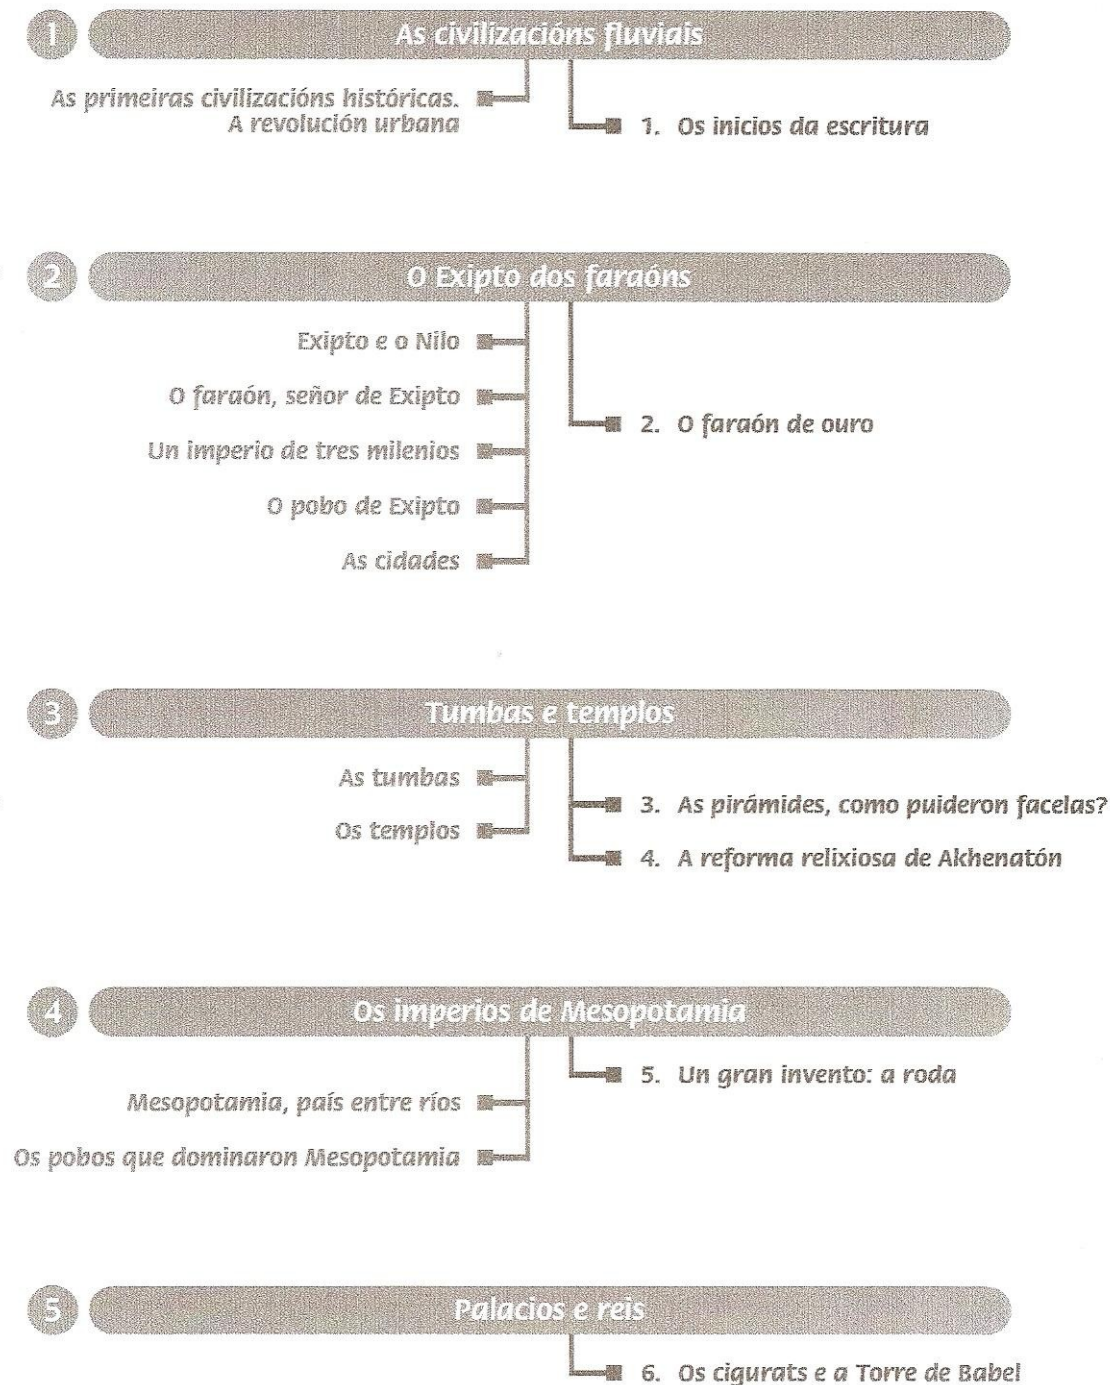 1 As civilizacións fluviais
As primeiras civilizacións históricas.
A revolución urbana
1. Os inicios da escritura
2 O Exipto dos faraóns
Exipto e o Nilo
O faraón, señor de Exipto
2. O faraón de ouro
Un imperio de tres milenios
O pobo de Exipto
As cidades
3 Tumbas e templos
As tumbas
3. As pirámides, como puideron facelas?
Os templos
4. A reforma relixiosa de Akhenatón
4 Os imperios de Mesopotamia
5. Un gran invento: a roda
Mesopotamia, país entre ríos
Os pobos que dominaron Mesopotamia
5 Palacios e reis
6. Os cigurats e a Torre de Babel